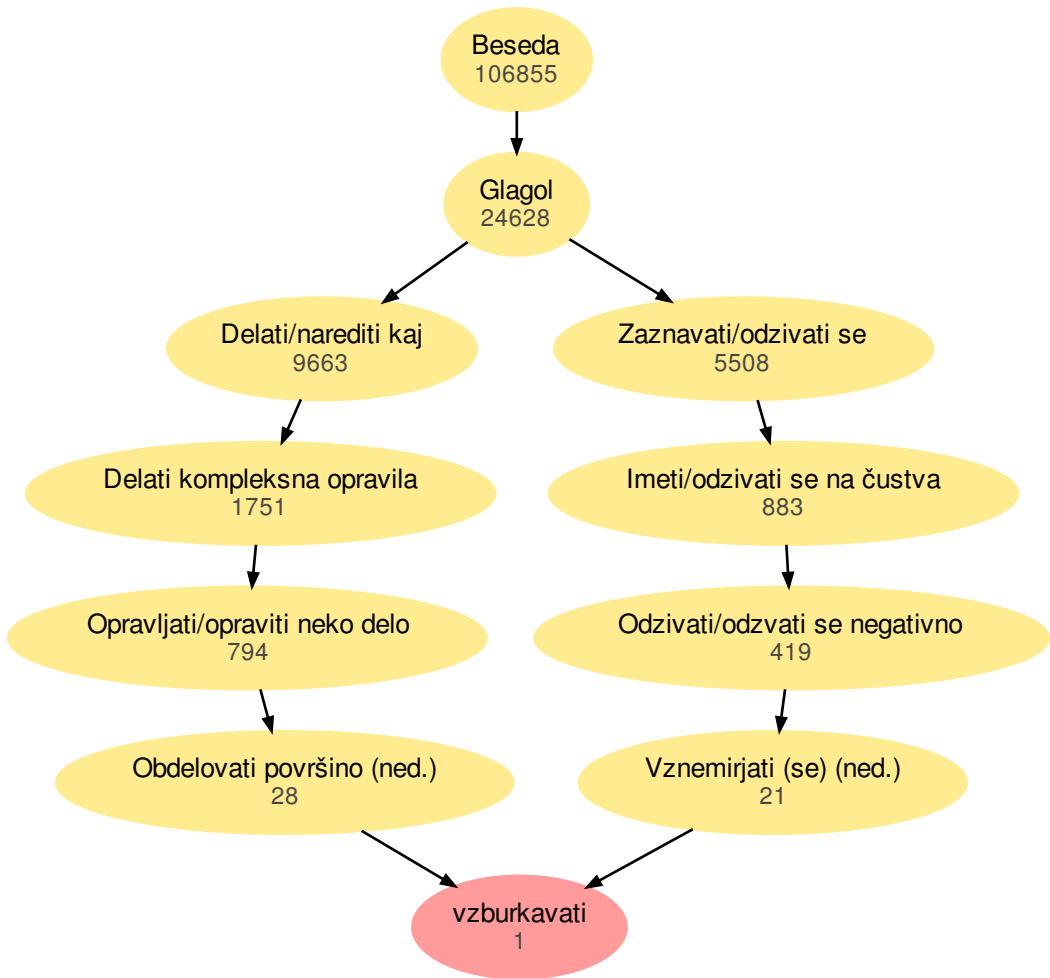 Beseda
106855
Glagol
24628
Delati/narediti kaj
9663
Zaznavati/odzivati se
5508
Delati kompleksna opravila
1751
Imeti/odzivati se na čustva
883
Opravljati/opraviti neko delo
794
Odzivati/odzvati se negativno
419
Obdelovati površino (ned.)
28
Vznemirjati (se) (ned.)
21
vzburkavati
1